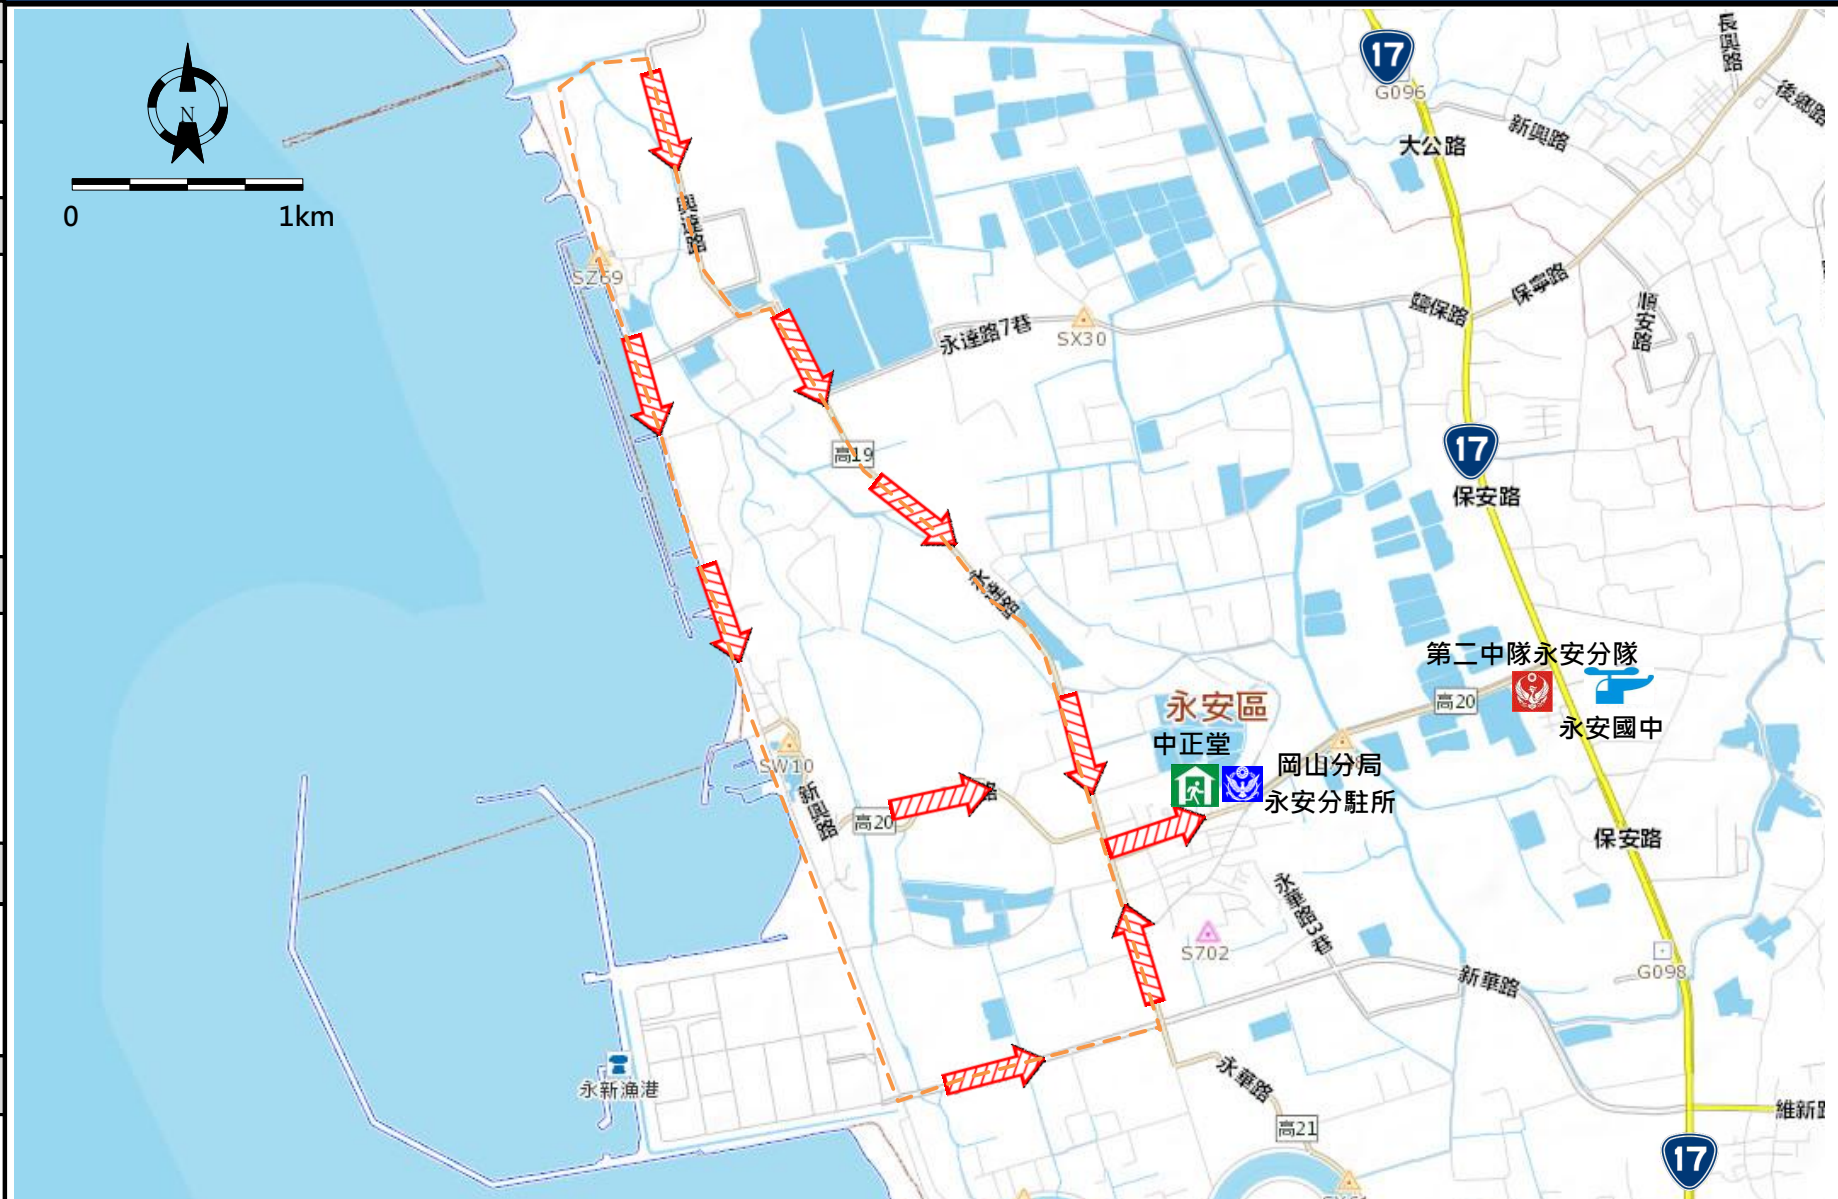 N
0
1km
17
G096
長興路
後鄉路
新興路
大公路
興達路
SZ69
永達路7巷
SX30
鹽保路
保寧路
順安路
高19
17
保安路
永達路
第二中隊永安分隊
高20
永安國中
永安區
中正堂
岡山分局
永安分駐所
SW10
新興路
高20
路
保安路
永華路3巷
S702
新華路
G098
永新漁港
永華路
高21
維新路
17